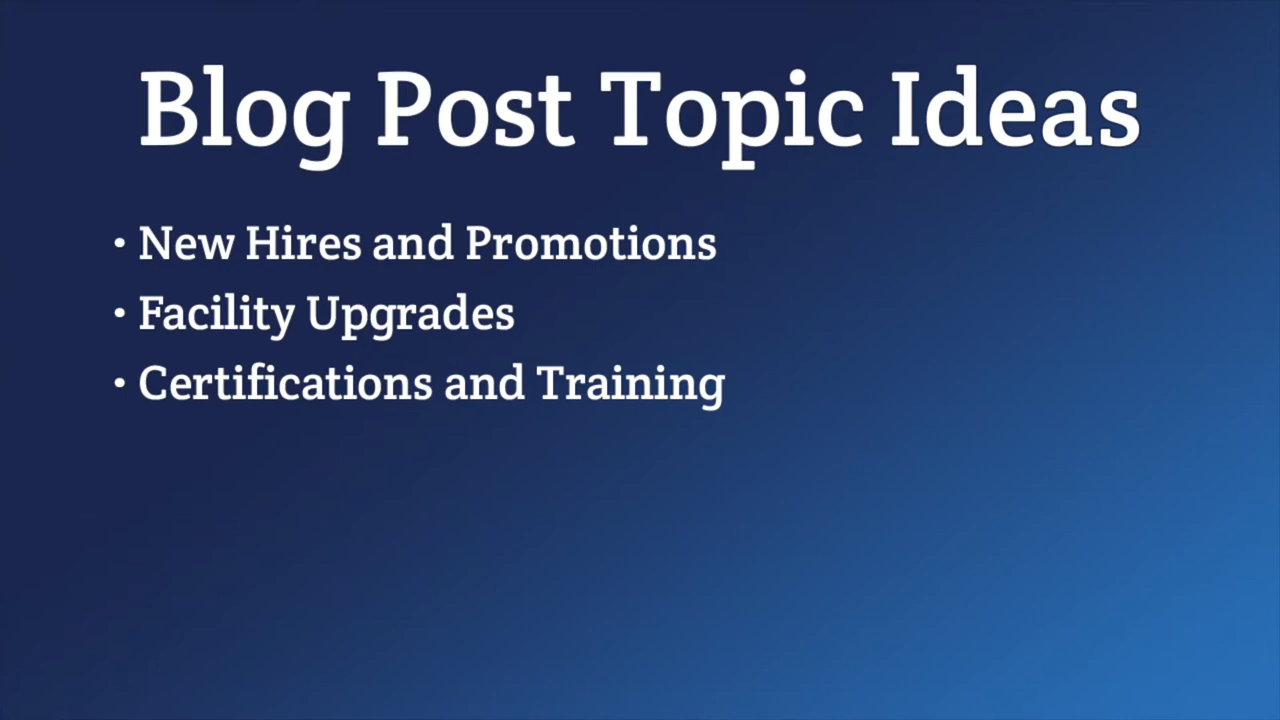 Blog Post Topic Ideas
• New Hires and Promotions
• Facility Upgrades
• Certifications and Training